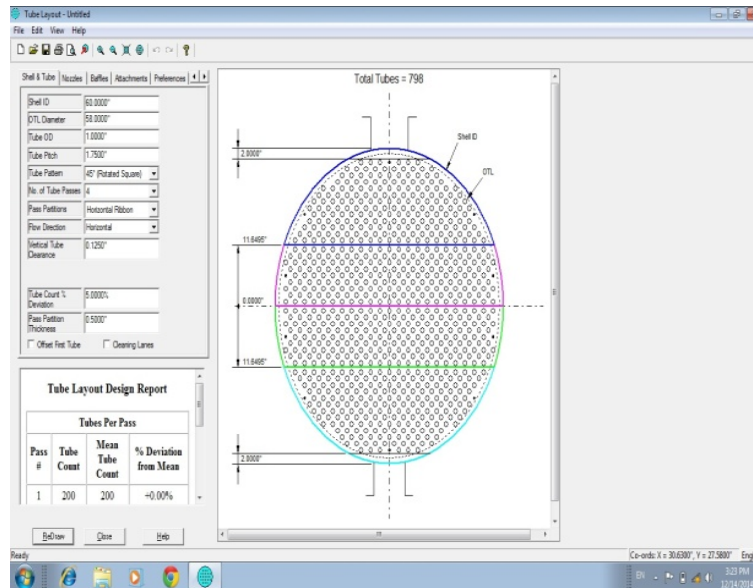 Tube Layout - Untitled
File Edit View Help
Shell & Tube Nozzles Baffles Attachments Preferences
Shell ID 60.0000"
OTL Diameter 58.0000"
Tube OD 1.0000"
Tube Pitch 1.7500"
Tube Pattern 45° (Rotated Square)
No. of Tube Passes 4
Pass Partitions Horizontal Ribbon
Flow Direction Horizontal
Vertical Tube Clearance 0.1250"
Tube Count % Deviation 5.0000%
Pass Partition Thickness 0.5000"
Offset First Tube Cleaning Lanes
Tube Layout Design Report
Tubes Per Pass
Pass # Tube Count Mean Tube Count % Deviation from Mean
1 200 200 +0.00%
ReDraw Close Help
Total Tubes = 798
Shell ID
OTL
2.0000"
11.6495"
0.0000"
11.6495"
2.0000"
Ready
Co-ords: X = 30.6300", Y = 27.5800" Engl
EN
3:23 PM